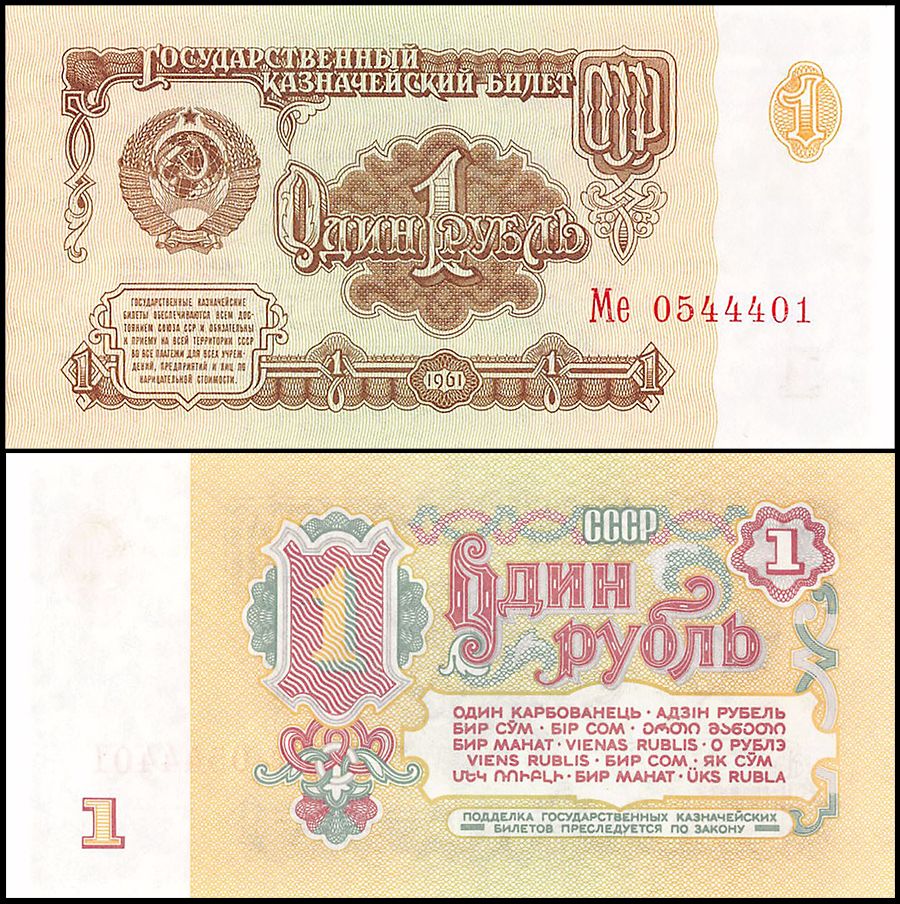 ГОСУДАРСТВЕННЫЙ
КАЗНАЧЕЙСКИЙ БИЛЕТ
СССР
1
1
ОДИН РУБЛЬ
ГОСУДАРСТВЕННЫЕ КАЗНАЧЕЙСКИЕ
БИЛЕТЫ ОБЕСПЕЧИВАЮТСЯ ВСЕМ ДОС-
ТОЯНИЕМ СОЮЗА ССР И ОБЯЗАТЕЛЬНЫ
К ПРИЕМУ НА ВСЕЙ ТЕРРИТОРИИ СССР
ВО ВСЕ ПЛАТЕЖИ ДЛЯ ВСЕХ УЧРЕЖ-
ДЕНИЙ, ПРЕДПРИЯТИЙ И ЛИЦ ПО
НАРИЦАТЕЛЬНОЙ СТОИМОСТИ.
Ме 0544401
1 1 1961 1 1
СССР
1
1
Один
рубль
ОДИН КАРБОВАНЕЦЬ · АДЗІН РУБЕЛЬ
БИР СЎМ · БІР СОМ · ᲔᲠᲗᲘ ᲛᲐᲜᲔᲗᲘ
БИР МАНАТ · VIENAS RUBLIS · О РУБЛЭ
VIENS RUBLIS · БИР СОМ · ЯК СЎМ
ՄԵԿ ՌՈՒԲԼԻ · БИР МАНАТ · ÜKS RUBLA
1
ПОДДЕЛКА ГОСУДАРСТВЕННЫХ КАЗНАЧЕЙСКИХ
БИЛЕТОВ ПРЕСЛЕДУЕТСЯ ПО ЗАКОНУ